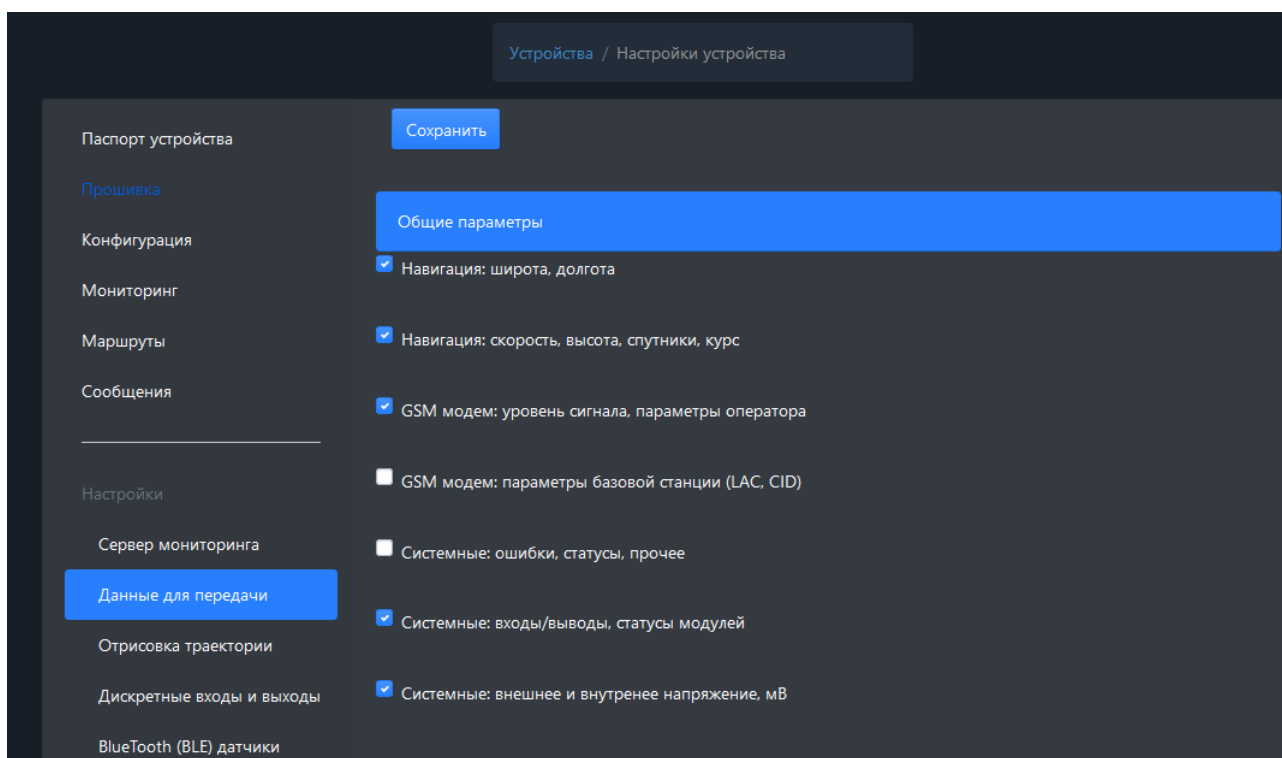 Устройства / Настройки устройства
Паспорт устройства
Прошивка
Конфигурация
Мониторинг
Маршруты
Сообщения
Настройки
Сервер мониторинга
Данные для передачи
Отрисовка траектории
Дискретные входы и выходы
BlueTooth (BLE) датчики
Сохранить
Общие параметры
Навигация: широта, долгота
Навигация: скорость, высота, спутники, курс
GSM модем: уровень сигнала, параметры оператора
GSM модем: параметры базовой станции (LAC, CID)
Системные: ошибки, статусы, прочее
Системные: входы/выводы, статусы модулей
Системные: внешнее и внутренее напряжение, мВ